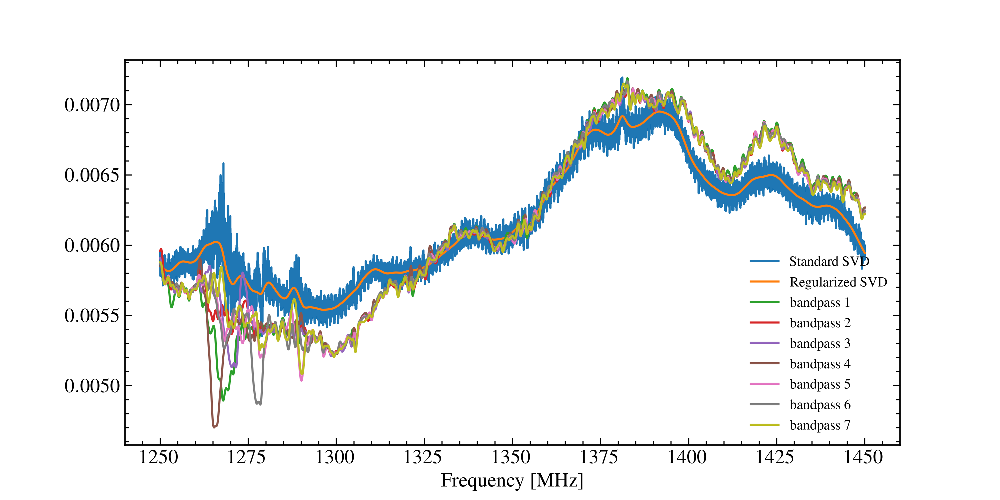 0.0070
0.0065
0.0060
0.0055
0.0050
1250 1275 1300 1325 1350 1375 1400 1425 1450
Frequency [MHz]
Standard SVD
Regularized SVD
bandpass 1
bandpass 2
bandpass 3
bandpass 4
bandpass 5
bandpass 6
bandpass 7